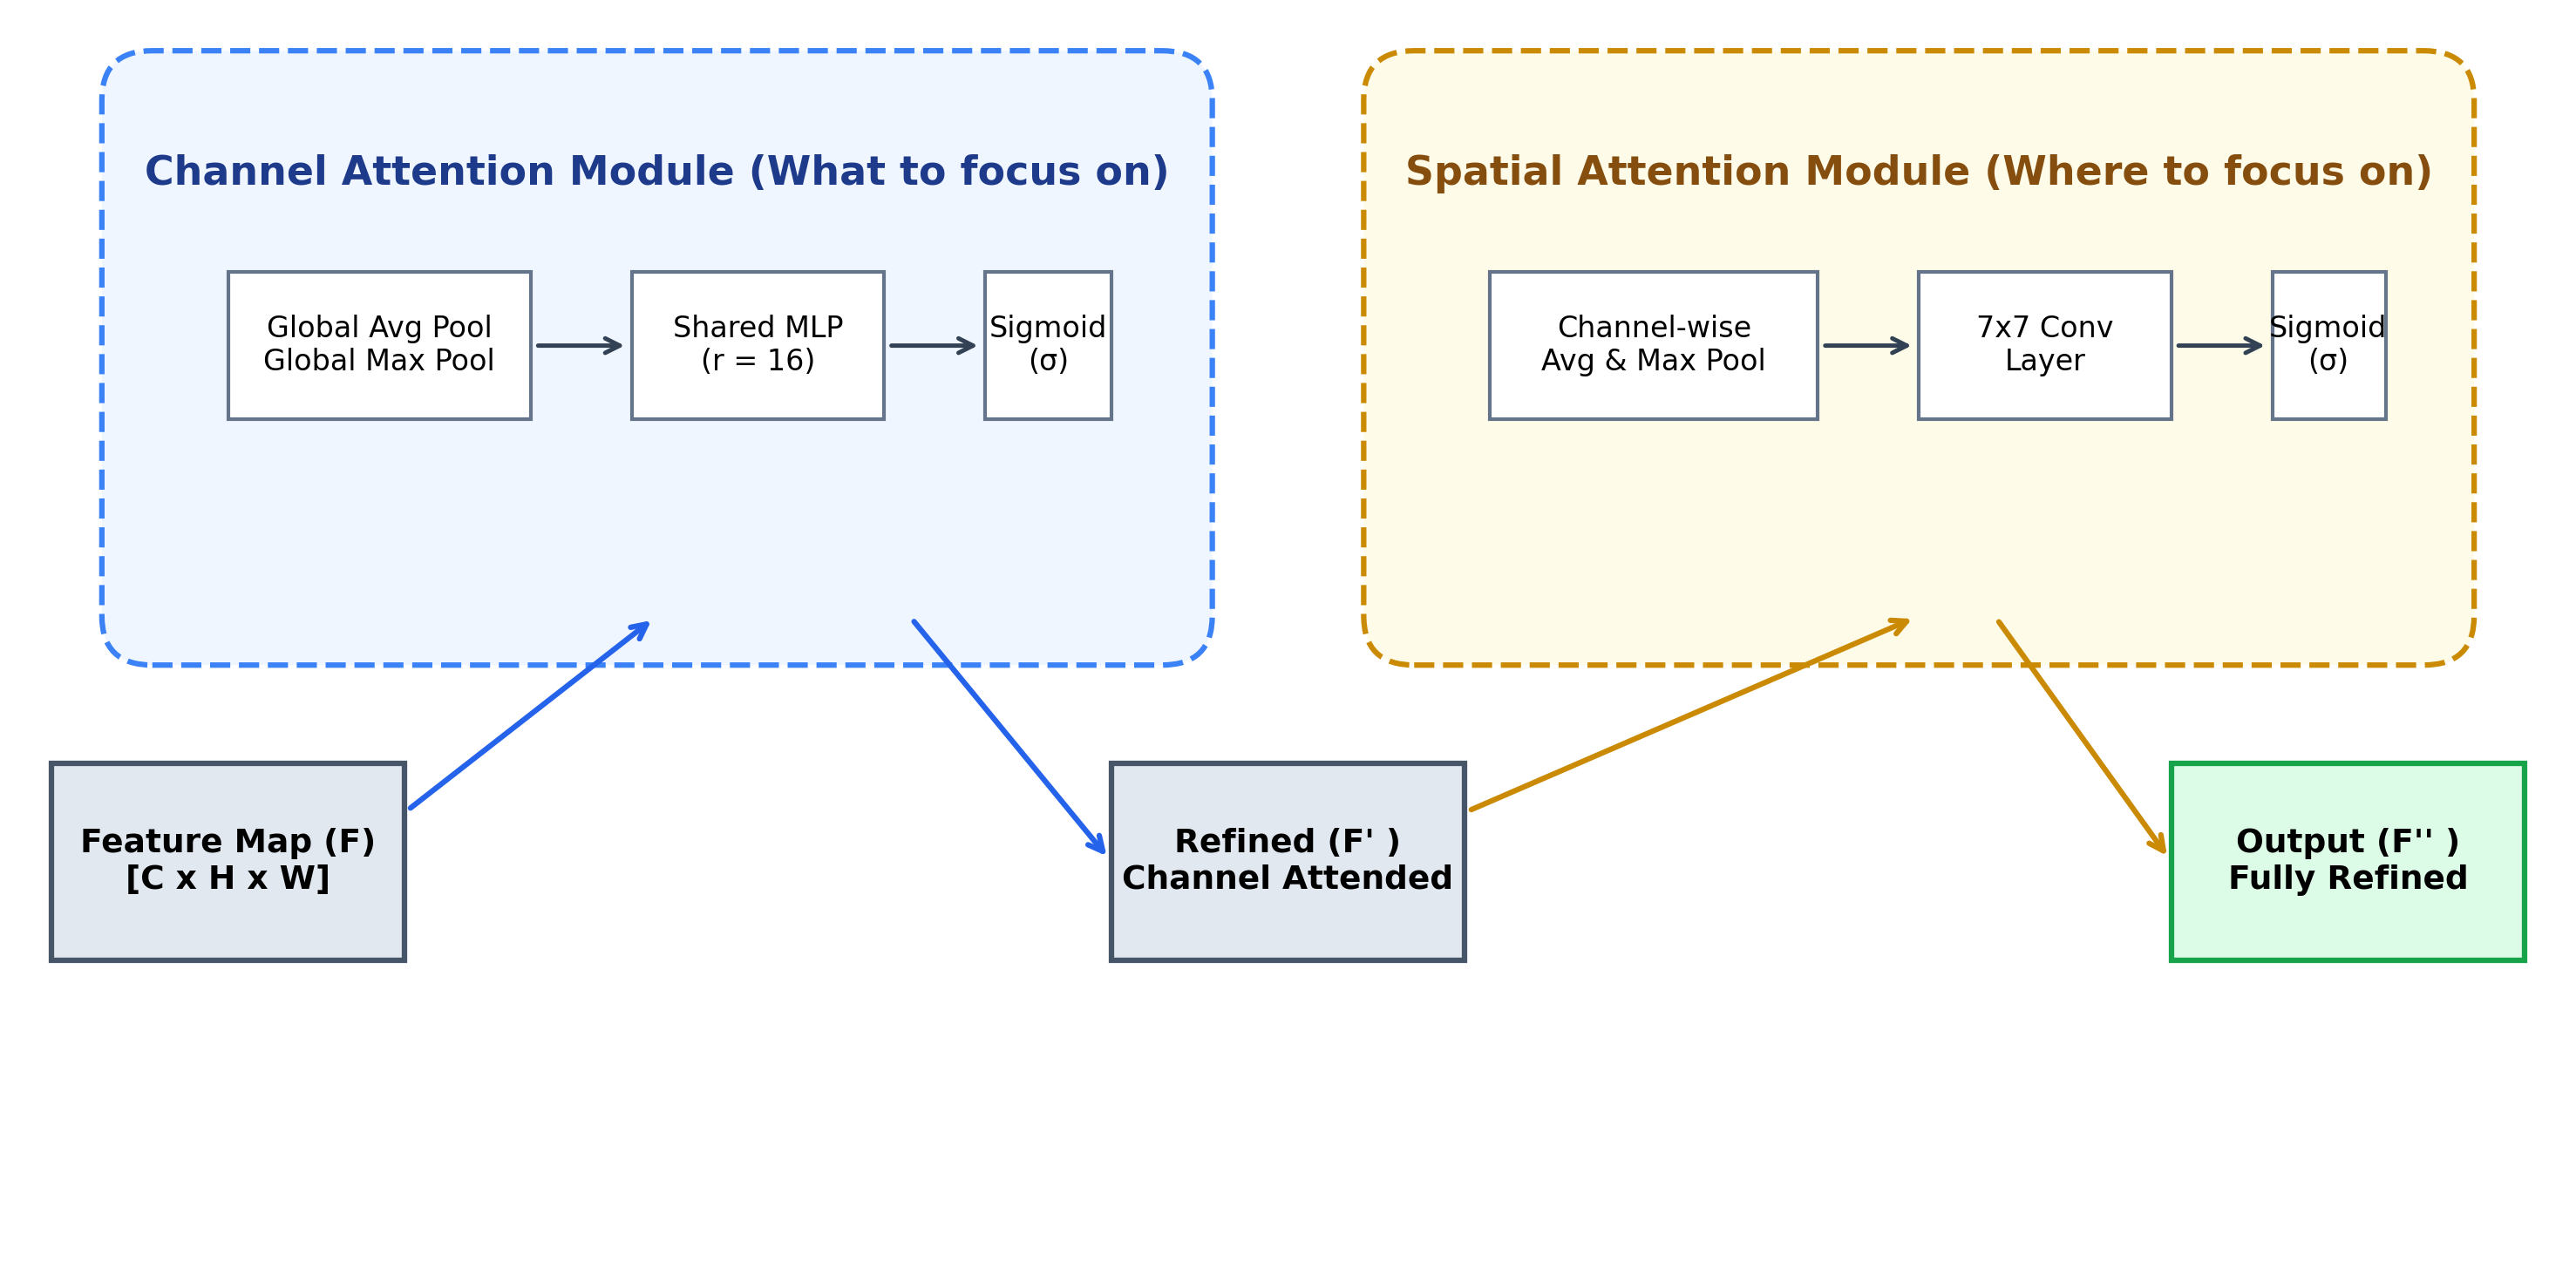 Channel Attention Module (What to focus on)
Global Avg Pool
Global Max Pool
Shared MLP
(r = 16)
Sigmoid
(σ)
Spatial Attention Module (Where to focus on)
Channel-wise
Avg & Max Pool
7x7 Conv
Layer
Sigmoid
(σ)
Feature Map (F)
[C x H x W]
Refined (F' )
Channel Attended
Output (F'' )
Fully Refined